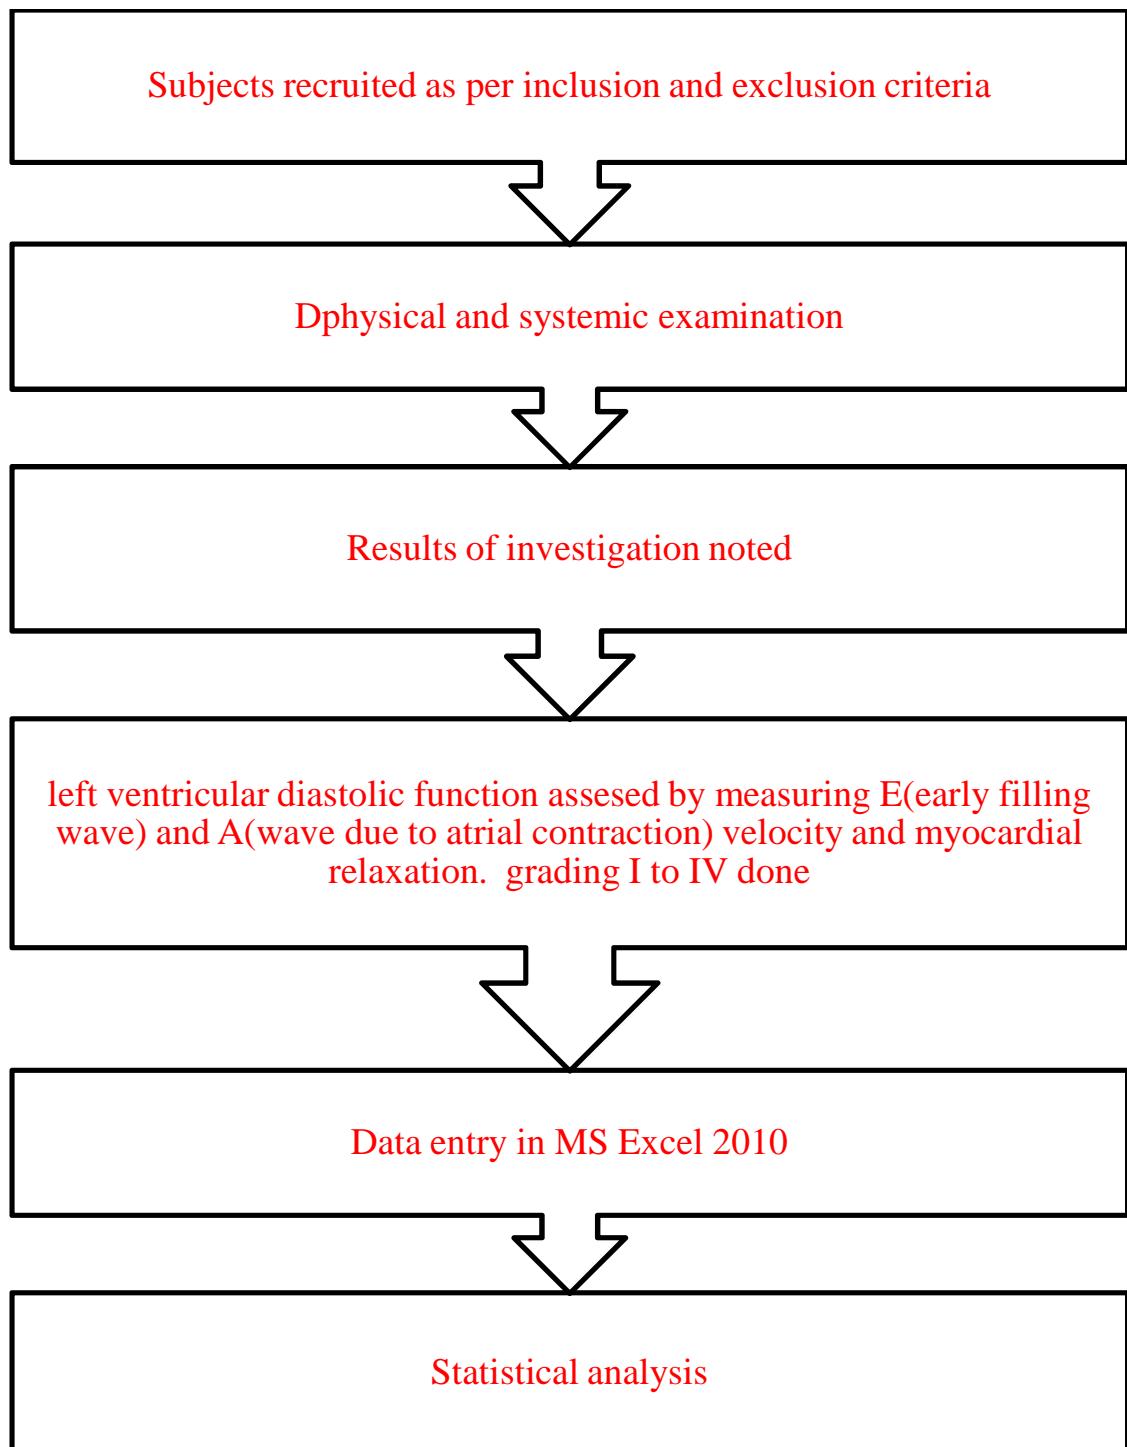 Subjects recruited as per inclusion and exclusion criteria
Dphysical and systemic examination
Results of investigation noted
left ventricular diastolic function assesed by measuring E(early filling
wave) and A(wave due to atrial contraction) velocity and myocardial
relaxation.  grading I to IV done
Data entry in MS Excel 2010
Statistical analysis